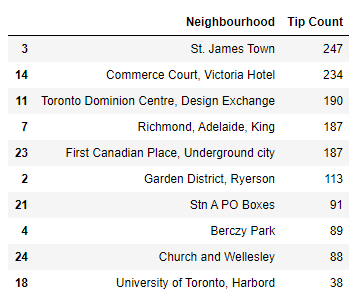 Neighbourhood Tip Count
3 St. James Town 247
14 Commerce Court, Victoria Hotel 234
11 Toronto Dominion Centre, Design Exchange 190
7 Richmond, Adelaide, King 187
23 First Canadian Place, Underground city 187
2 Garden District, Ryerson 113
21 Stn A PO Boxes 91
4 Berczy Park 89
24 Church and Wellesley 88
18 University of Toronto, Harbord 38